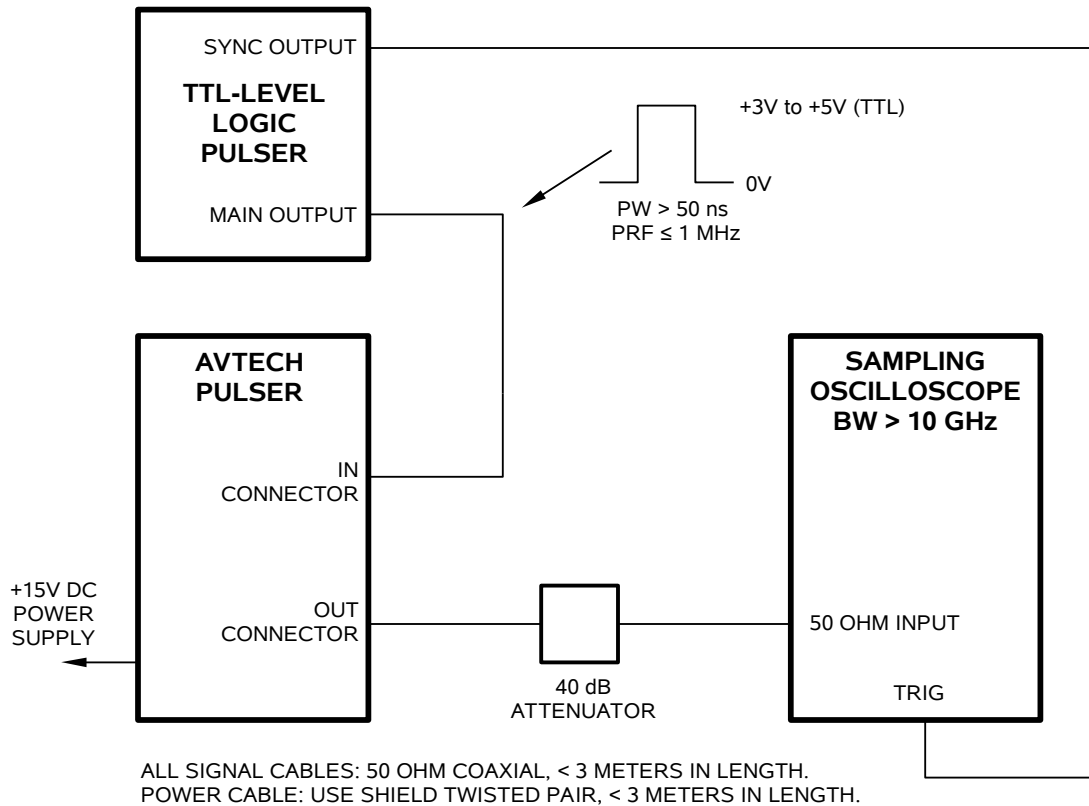 SYNC OUTPUT
TTL-LEVEL
LOGIC
PULSER
MAIN OUTPUT
+3V to +5V (TTL)
0V
PW > 50 ns
PRF ≤ 1 MHz
AVTECH
PULSER
IN
CONNECTOR
OUT
CONNECTOR
+15V DC
POWER
SUPPLY
40 dB
ATTENUATOR
SAMPLING
OSCILLOSCOPE
BW > 10 GHz
50 OHM INPUT
TRIG
ALL SIGNAL CABLES: 50 OHM COAXIAL, < 3 METERS IN LENGTH.
POWER CABLE: USE SHIELD TWISTED PAIR, < 3 METERS IN LENGTH.